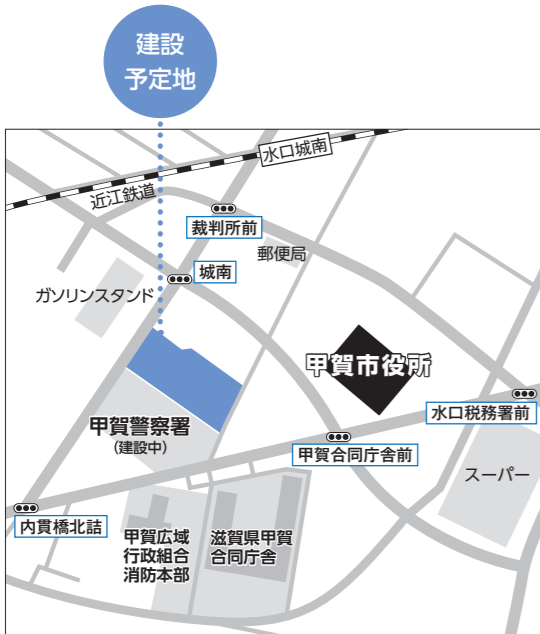 建設
予定地
水口城南
近江鉄道
裁判所前
郵便局
城南
ガソリンスタンド
甲賀市役所
水口税務署前
甲賀警察署
(建設中)
甲賀合同庁舎前
スーパー
内貫橋北詰
甲賀広域
行政組合
消防本部
滋賀県甲賀
合同庁舎